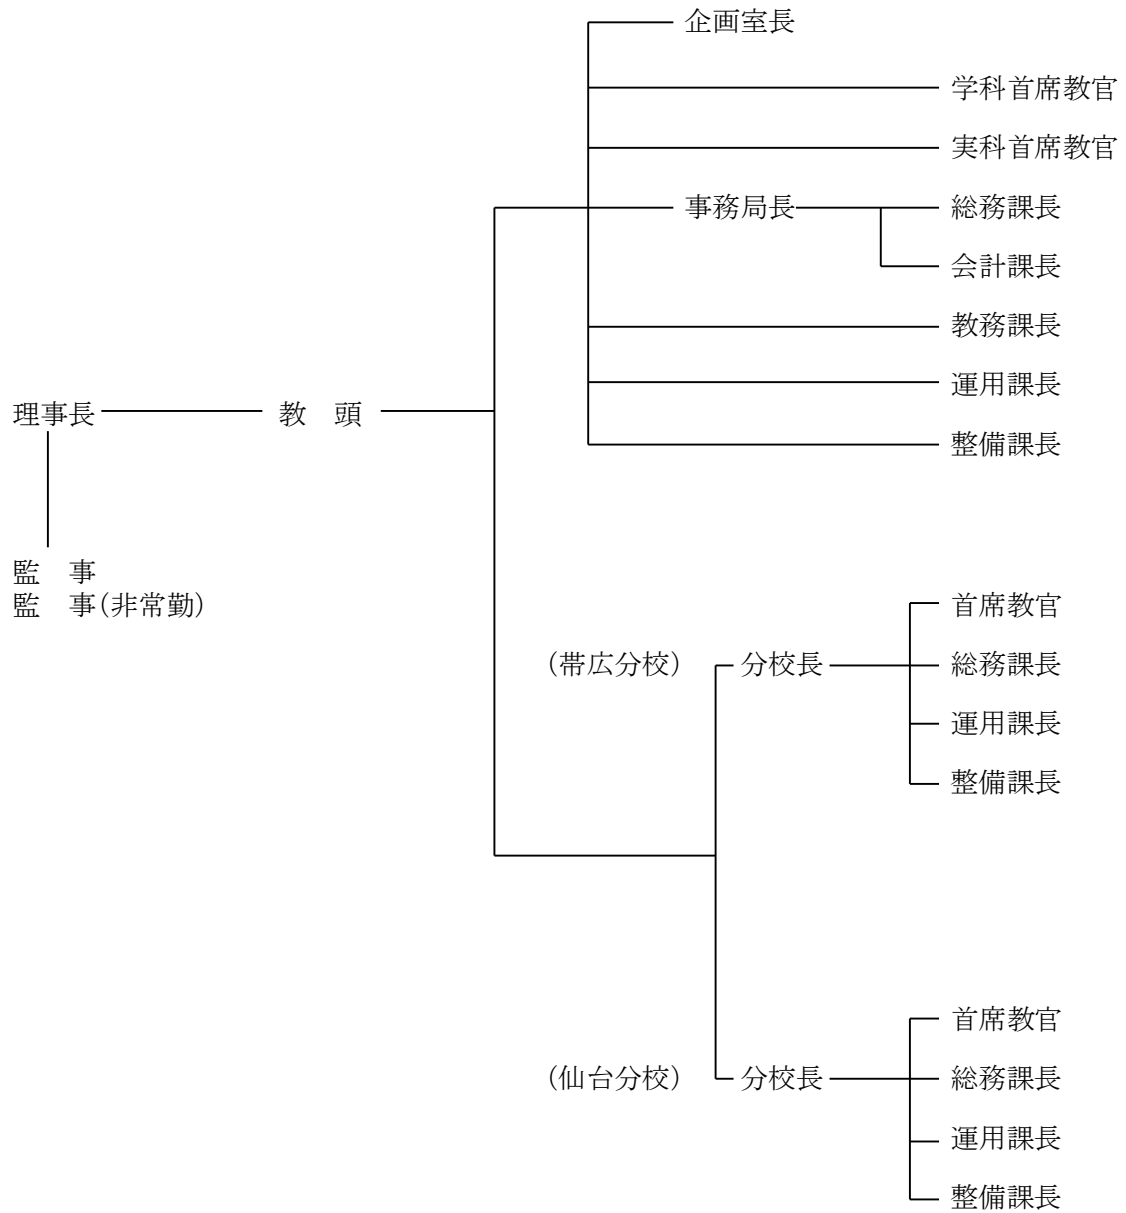 企画室長
学科首席教官
実科首席教官
事務局長 総務課長
会計課長
教務課長
運用課長
理事長 教　頭
整備課長
監　事
監　事(非常勤)
首席教官
(帯広分校) 分校長 総務課長
運用課長
整備課長
首席教官
(仙台分校) 分校長 総務課長
運用課長
整備課長